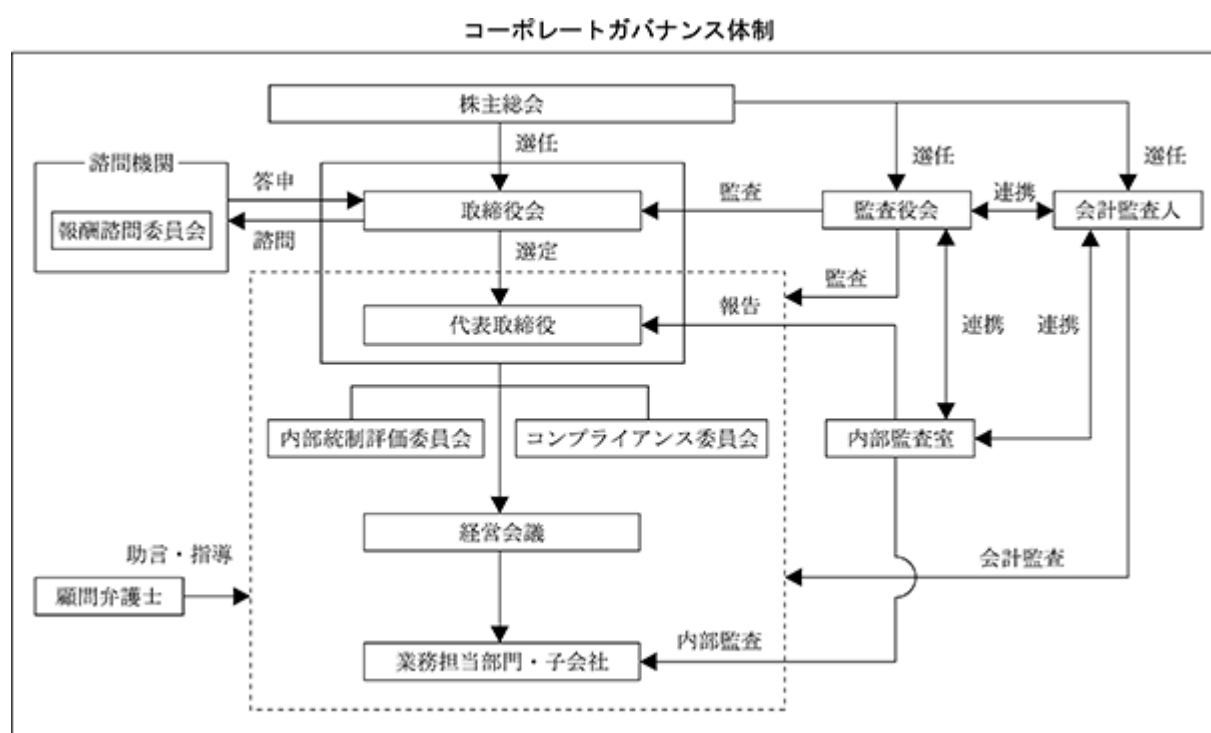 コーポレートガバナンス体制
株主総会
選任
選任
選任
諮問機関
答申
報酬諮問委員会
諮問
取締役会
監査
監査役会
連携
会計監査人
選定
監査
代表取締役
報告
連携
連携
内部統制評価委員会
コンプライアンス委員会
内部監査室
経営会議
助言・指導
会計監査
顧問弁護士
内部監査
業務担当部門・子会社